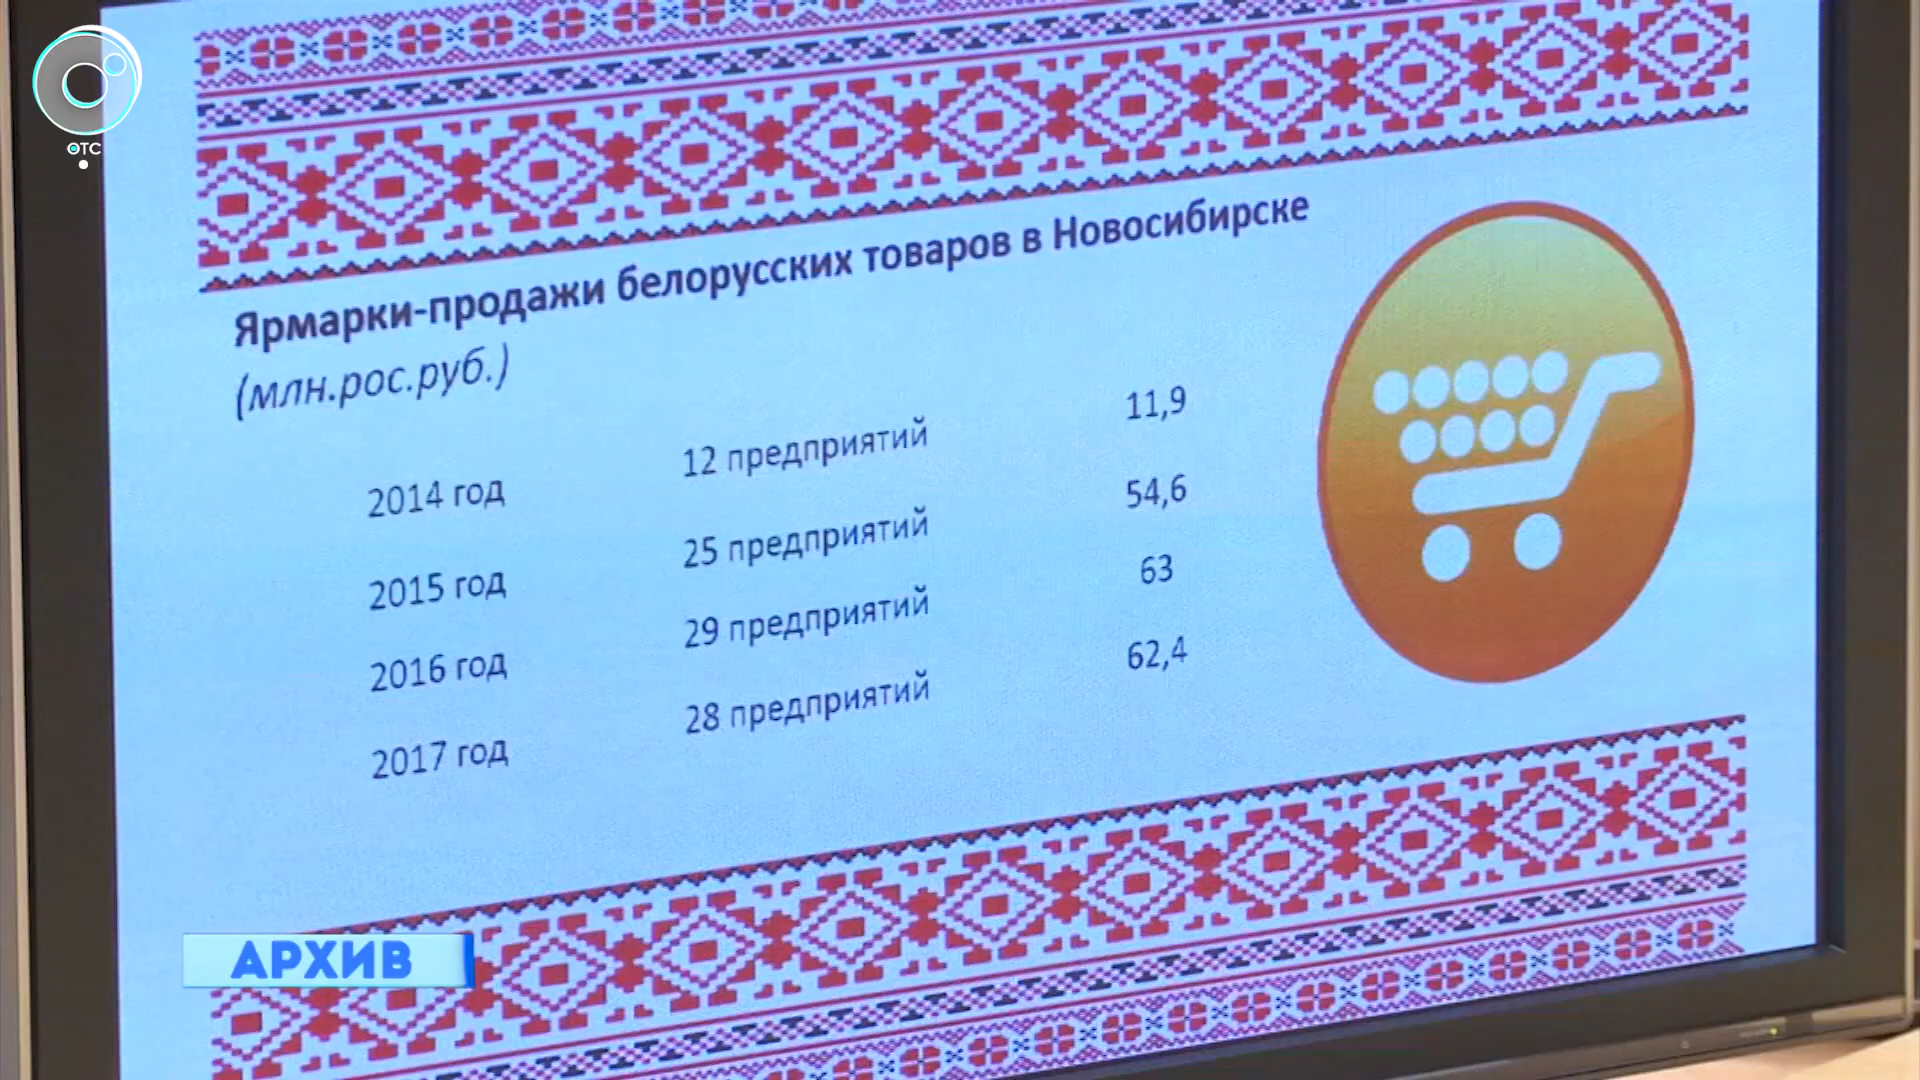 ОТС
Ярмарки-продажи белорусских товаров в Новосибирске
(млн.рос.руб.)
2014 год 12 предприятий 11,9
2015 год 25 предприятий 54,6
2016 год 29 предприятий 63
2017 год 28 предприятий 62,4
АРХИВ